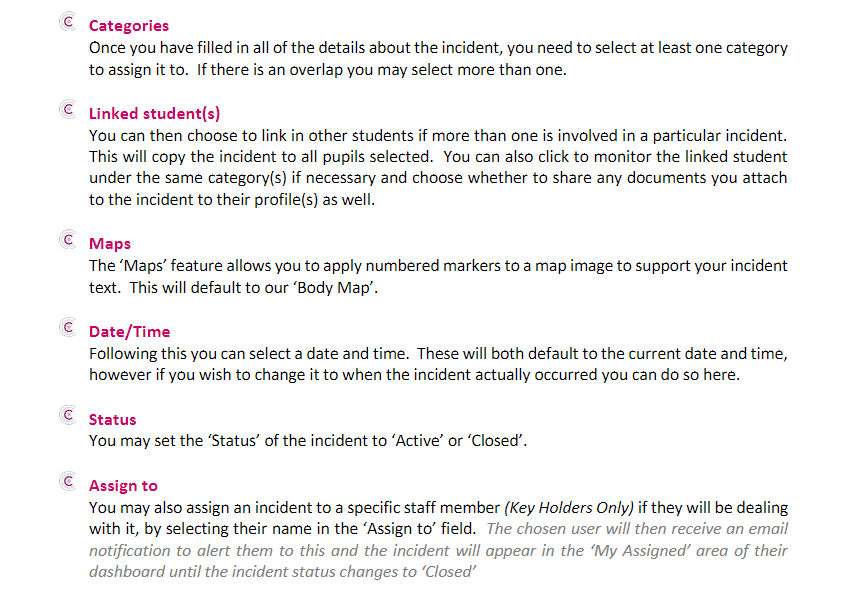 Categories
Once you have filled in all of the details about the incident, you need to select at least one category
to assign it to.  If there is an overlap you may select more than one.
Linked student(s)
You can then choose to link in other students if more than one is involved in a particular incident.
This will copy the incident to all pupils selected.  You can also click to monitor the linked student
under the same category(s) if necessary and choose whether to share any documents you attach
to the incident to their profile(s) as well.
Maps
The ‘Maps’ feature allows you to apply numbered markers to a map image to support your incident
text.  This will default to our ‘Body Map’.
Date/Time
Following this you can select a date and time.  These will both default to the current date and time,
however if you wish to change it to when the incident actually occurred you can do so here.
Status
You may set the ‘Status’ of the incident to ‘Active’ or ‘Closed’.
Assign to
You may also assign an incident to a specific staff member (Key Holders Only) if they will be dealing
with it, by selecting their name in the ‘Assign to’ field.  The chosen user will then receive an email
notification to alert them to this and the incident will appear in the ‘My Assigned’ area of their
dashboard until the incident status changes to ‘Closed’